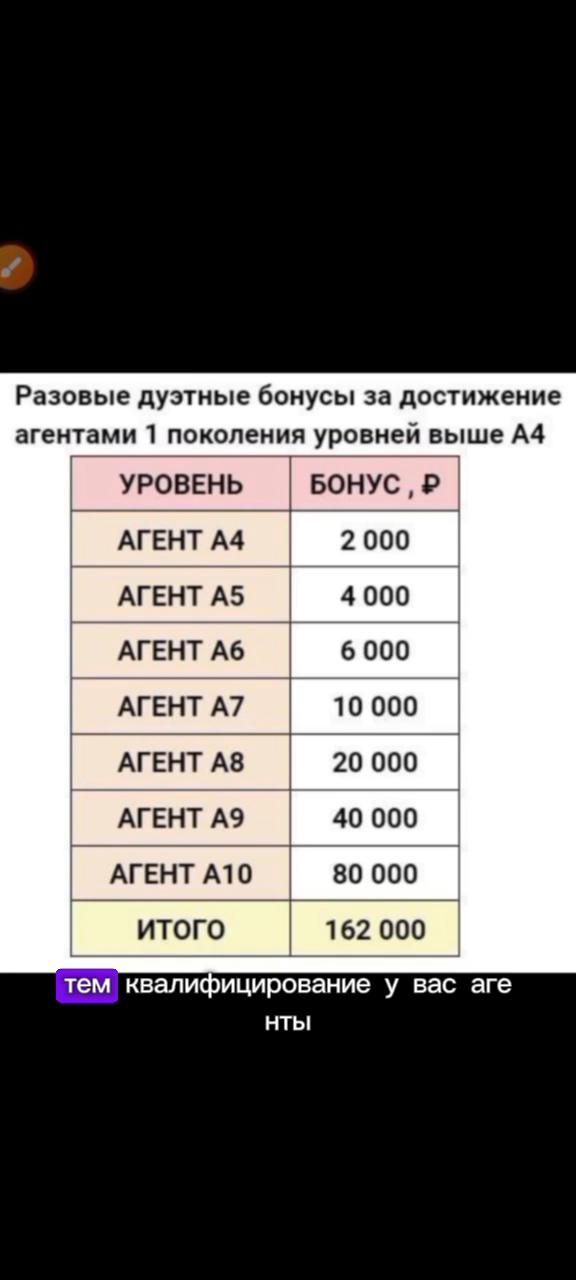 Разовые дуэтные бонусы за достижение
агентами 1 поколения уровней выше А4
УРОВЕНЬ БОНУС , ₽
АГЕНТ А4 2 000
АГЕНТ А5 4 000
АГЕНТ А6 6 000
АГЕНТ А7 10 000
АГЕНТ А8 20 000
АГЕНТ А9 40 000
АГЕНТ А10 80 000
ИТОГО 162 000
тем квалифицирование у вас аге
нты